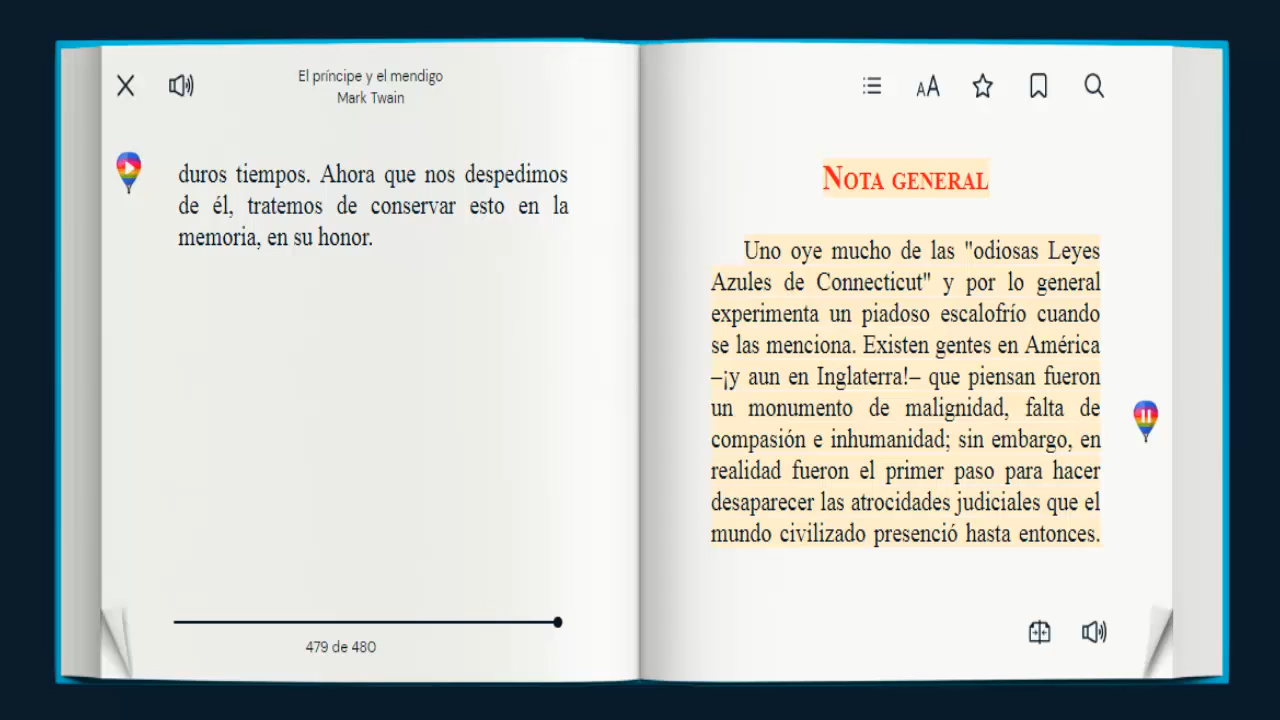 El príncipe y el mendigo
Mark Twain
AA
duros tiempos. Ahora que nos despedimos
de él, tratemos de conservar esto en la
memoria, en su honor.
479 de 480
NOTA GENERAL
Uno oye mucho de las "odiosas Leyes
Azules de Connecticut" y por lo general
experimenta un piadoso escalofrío cuando
se las menciona. Existen gentes en América
–¡y aun en Inglaterra!– que piensan fueron
un monumento de malignidad, falta de
compasión e inhumanidad; sin embargo, en
realidad fueron el primer paso para hacer
desaparecer las atrocidades judiciales que el
mundo civilizado presenció hasta entonces.